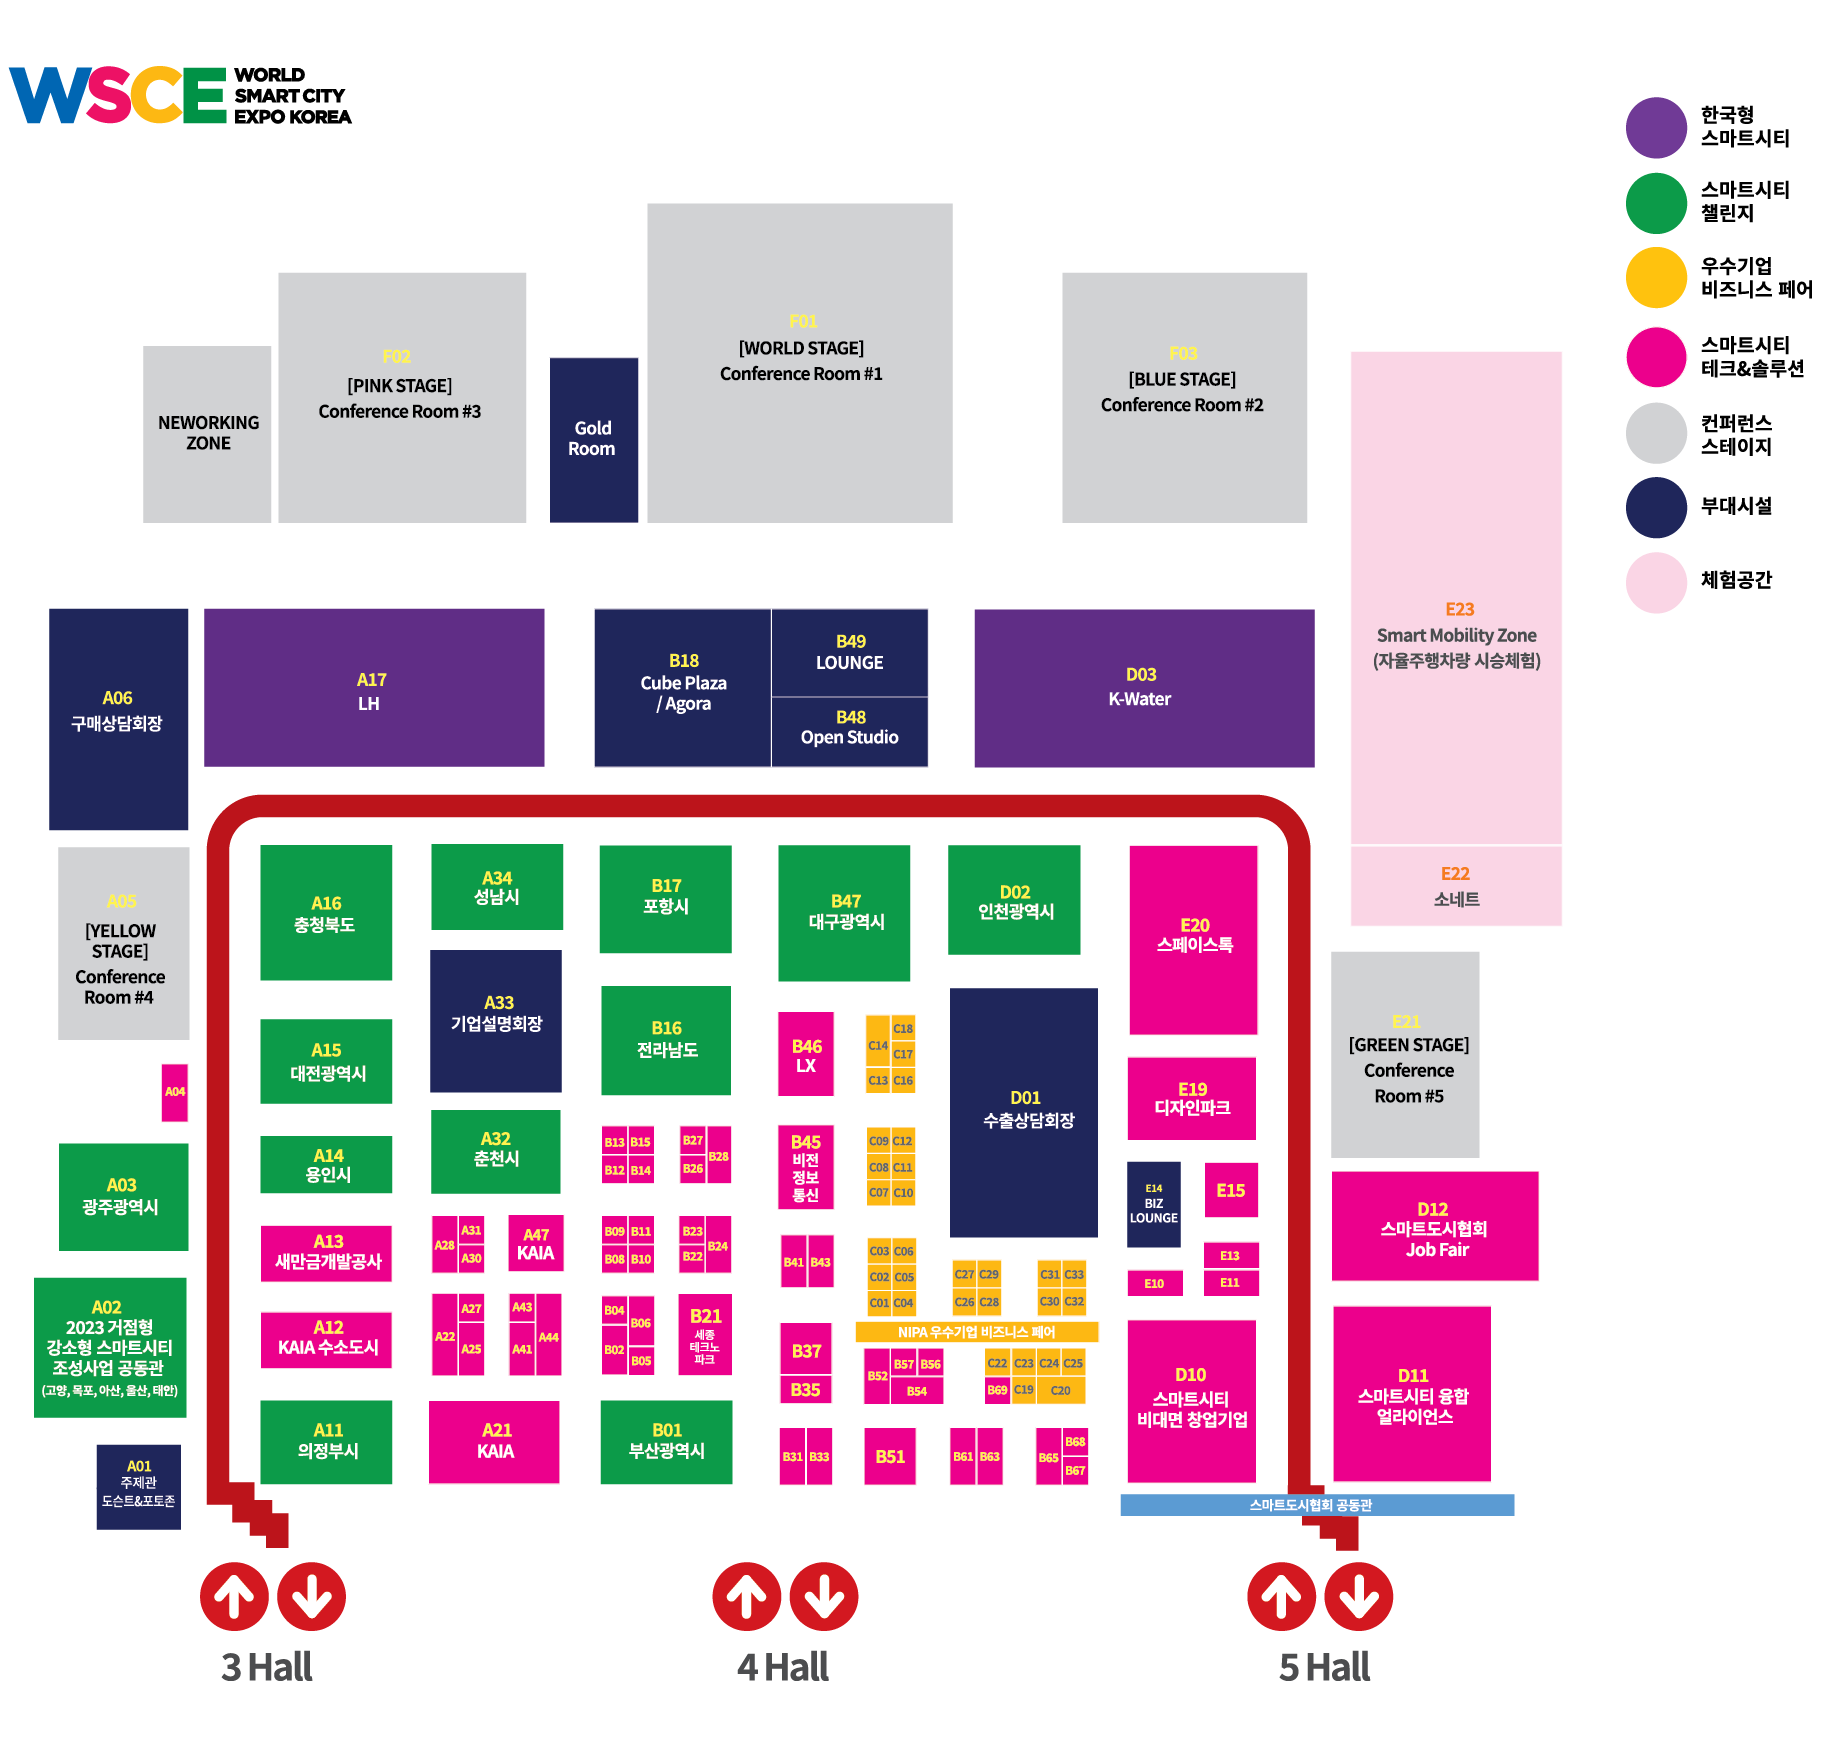 WSCE
WORLD
SMART CITY
EXPO KOREA
한국형
스마트시티
스마트시티
챌린지
우수기업
비즈니스 페어
스마트시티
테크&솔루션
컨퍼런스
스테이지
부대시설
체험공간
NEWORKING
ZONE
F02
[PINK STAGE]
Conference Room #3
Gold
Room
F01
[WORLD STAGE]
Conference Room #1
F03
[BLUE STAGE]
Conference Room #2
E23
Smart Mobility Zone
(자율주행차량 시승체험)
E22
소네트
A06
구매상담회장
A17
LH
B18
Cube Plaza
/ Agora
B49
LOUNGE
B48
Open Studio
D03
K-Water
A05
[YELLOW
STAGE]
Conference
Room #4
A04
A03
광주광역시
A02
2023 거점형
강소형 스마트시티
조성사업 공동관
(고양, 목포, 아산, 울산, 태안)
A01
주제관
도슨트&포토존
A16
충청북도
A15
대전광역시
A14
용인시
A13
새만금개발공사
A12
KAIA 수소도시
A11
의정부시
A34
성남시
A33
기업설명회장
A32
춘천시
A28
A31
A30
A47
KAIA
A22
A27
A25
A43
A41
A44
A21
KAIA
B17
포항시
B16
전라남도
B13
B15
B12
B14
B27
B26
B28
B09
B11
B08
B10
B23
B22
B24
B04
B06
B02
B05
B21
세종
테크노
파크
B01
부산광역시
B47
대구광역시
B46
LX
B45
비전
정보
통신
B41
B43
B37
B35
B31
B33
C14
C18
C17
C13
C16
C09
C12
C08
C11
C07
C10
C03
C06
C02
C05
C01
C04
C27
C29
C26
C28
C31
C33
C30
C32
NIPA 우수기업 비즈니스 페어
B52
B57
B56
B54
C22
C23
C24
C25
B69
C19
C20
B51
B61
B63
B65
B68
B67
D02
인천광역시
D01
수출상담회장
E20
스페이스톡
E19
디자인파크
E14
BIZ
LOUNGE
E15
E13
E10
E11
D10
스마트시티
비대면 창업기업
E21
[GREEN STAGE]
Conference
Room #5
D12
스마트도시협회
Job Fair
D11
스마트시티 융합
얼라이언스
스마트도시협회 공동관
3 Hall
4 Hall
5 Hall